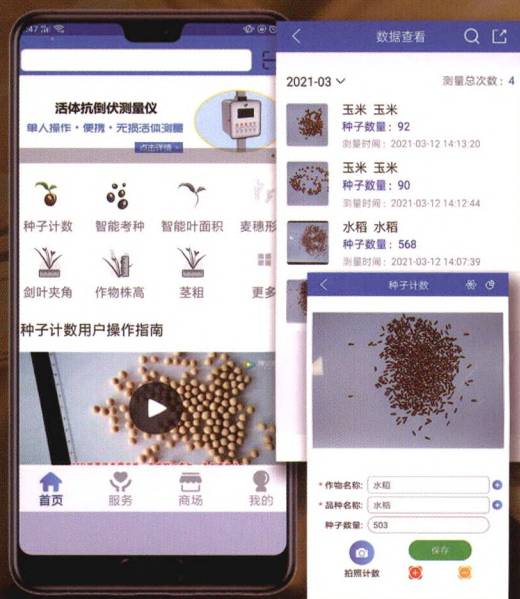 :47
活体抗倒伏测量仪
单人操作·便携·无损活体测量
点击详情>
种子计数
智能考种
智能叶面积
麦穗形
剑叶夹角
作物株高
茎粗
更多
种子计数用户操作指南
首页
服务
商场
我的
数据查看
2021-03
测量总次数：4
玉米 玉米
种子数量：92
测量时间：2021-03-12 14:13:20
玉米 玉米
种子数量：90
测量时间：2021-03-12 14:12:44
水稻 水稻
种子数量：568
测量时间：2021-03-12 14:07:39
种子计数
*作物名称: 水稻
*品种名称: 水稻
种子数量: 503
拍照计数
保存